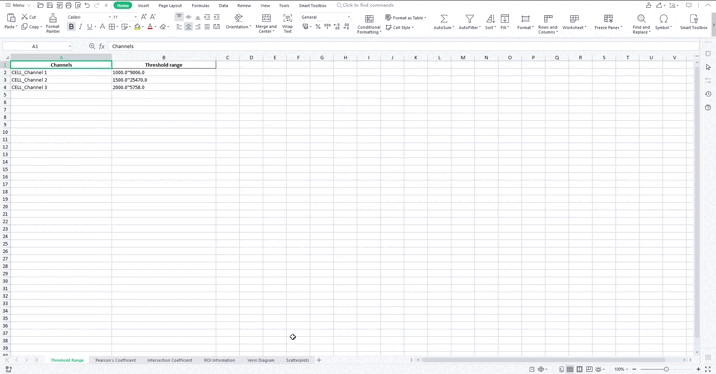 Menu
Home
Insert
Page Layout
Formulas
Data
Review
View
Tools
Smart Toolbox
Click to find commands
Paste
Cut
Copy
Format
Painter
Calibri
11
B I U
Orientation
Merge and
Center
Wrap
Text
General
Conditional
Formatting
Format as Table
Cell Style
AutoSum
AutoFilter
Sort
Fill
Format
Rows and
Columns
Worksheet
Freeze Panes
Find and
Replace
Symbol
Smart Toolbox
A1
fx
Channels
A B C D E F G H I J K L M N O P Q R S T U V
1 Channels Threshold range
2 CELL_Channel 1 1000.0~9006.0
3 CELL_Channel 2 1500.0~25470.0
4 CELL_Channel 3 2000.0~5758.0
5
6
7
8
9
10
11
12
13
14
15
16
17
18
19
20
21
22
23
24
25
26
27
28
29
30
31
32
33
34
35
36
37
38
39
Threshold Range
Pearson's Coefficient
Intersection Coefficient
ROI Information
Venn Diagram
Scatterplots
100%